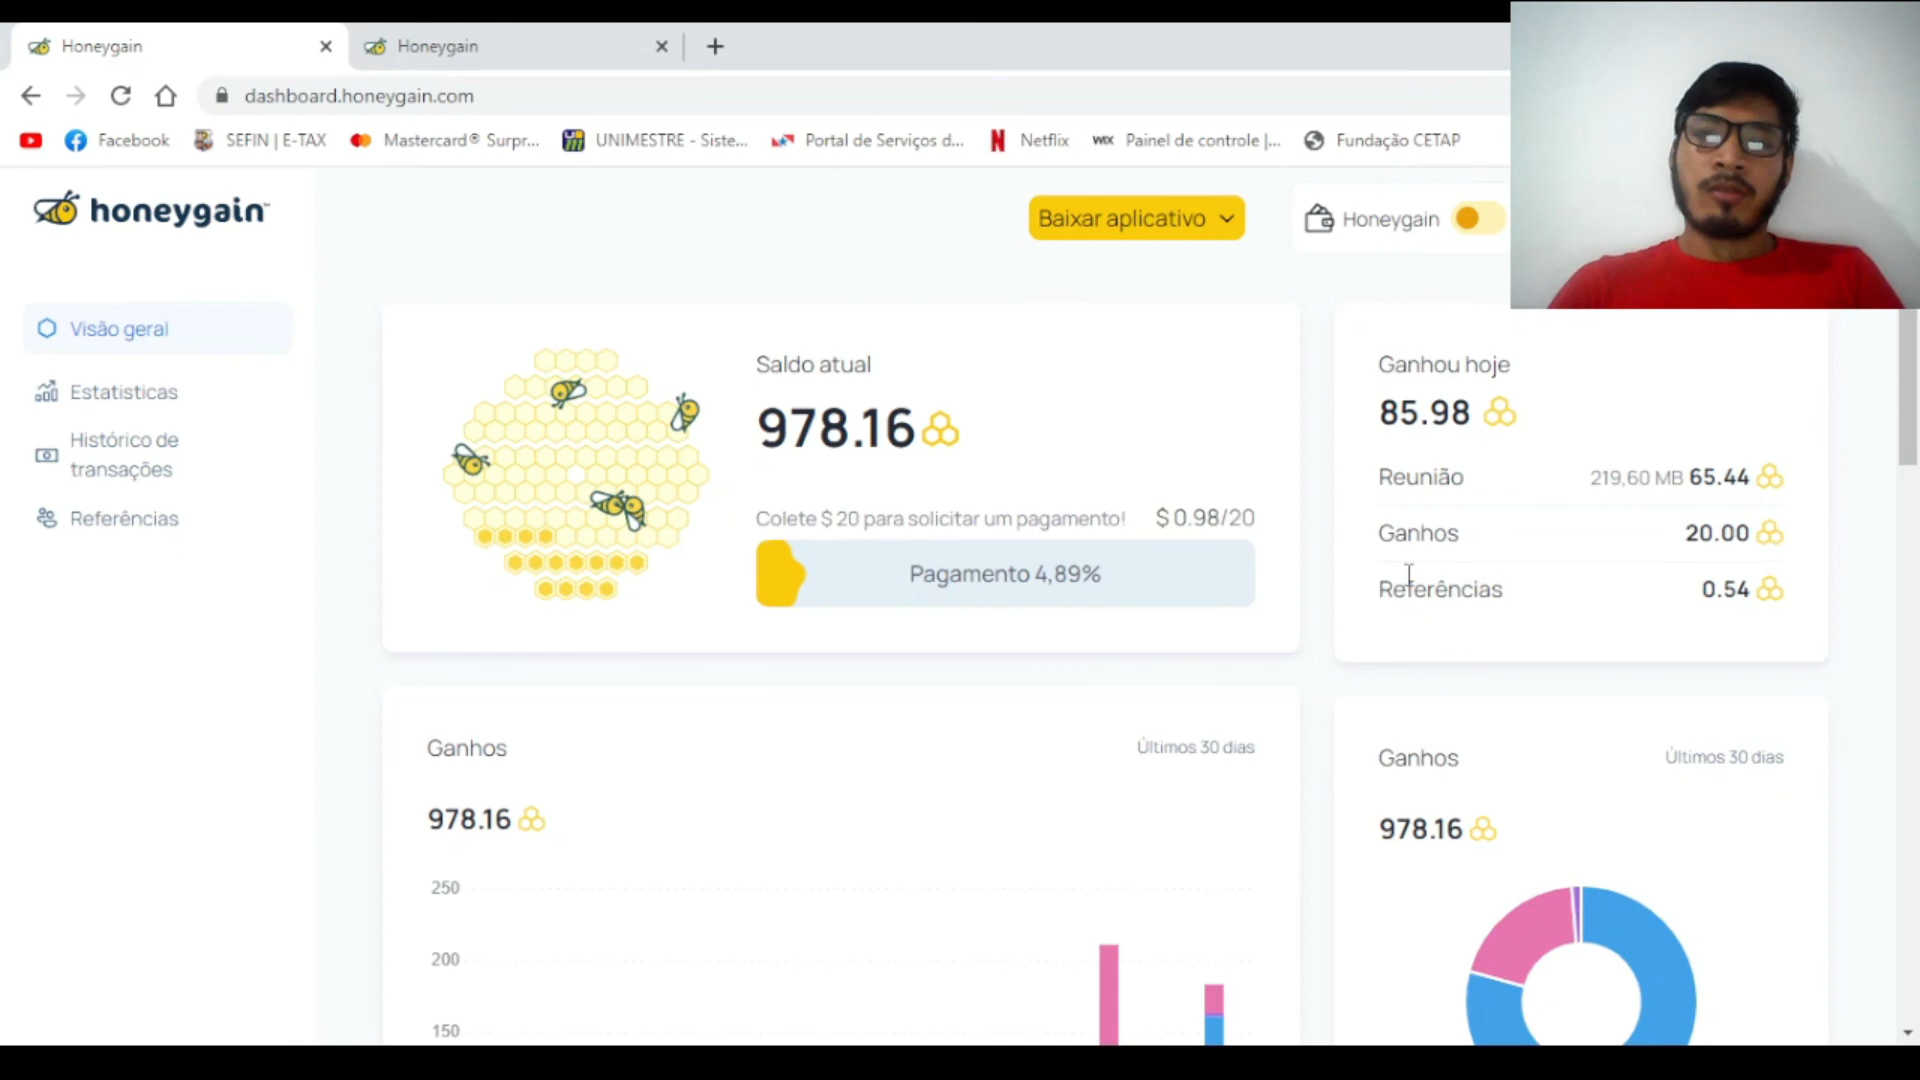 Honeygain
Honeygain
dashboard.honeygain.com
Facebook
SEFIN | E-TAX
Mastercard® Surpr...
UNIMESTRE - Siste...
Portal de Serviços d...
Netflix
WIX
Painel de controle |...
Fundação CETAP
honeygain™
Baixar aplicativo
Honeygain
Visão geral
Estatisticas
Histórico de
transações
Referências
Saldo atual
978.16
Colete $ 20 para solicitar um pagamento! $ 0.98/20
Pagamento 4,89%
Ganhou hoje
85.98
Reunião 219,60 MB 65.44
Ganhos 20.00
Referências 0.54
Ganhos Últimos 30 dias
978.16
250
200
150
Ganhos Últimos 30 dias
978.16